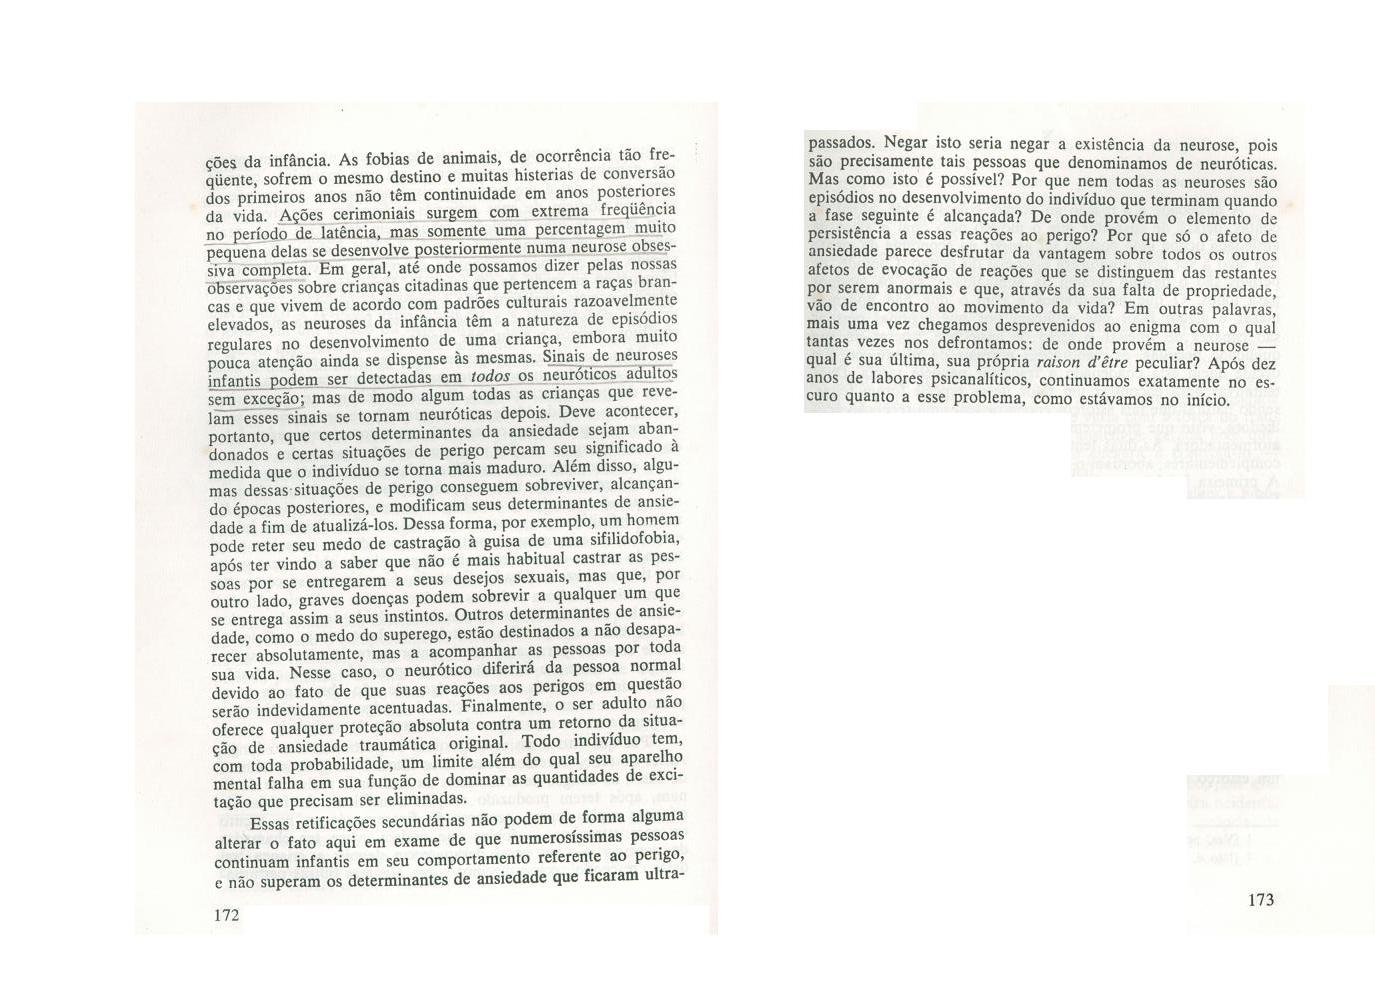 ções da infância. As fobias de animais, de ocorrência tão fre-
qüente, sofrem o mesmo destino e muitas histerias de conversão
dos primeiros anos não têm continuidade em anos posteriores
da vida. Ações cerimoniais surgem com extrema freqüência
no período de latência, mas somente uma percentagem muito
pequena delas se desenvolve posteriormente numa neurose obses-
siva completa. Em geral, até onde possamos dizer pelas nossas
observações sobre crianças citadinas que pertencem a raças bran-
cas e que vivem de acordo com padrões culturais razoavelmente
elevados, as neuroses da infância têm a natureza de episódios
regulares no desenvolvimento de uma criança, embora muito
pouca atenção ainda se dispense às mesmas. Sinais de neuroses
infantis podem ser detectadas em todos os neuróticos adultos
sem exceção; mas de modo algum todas as crianças que reve-
lam esses sinais se tornam neuróticas depois. Deve acontecer,
portanto, que certos determinantes da ansiedade sejam aban-
donados e certas situações de perigo percam seu significado à
medida que o indivíduo se torna mais maduro. Além disso, algu-
mas dessas situações de perigo conseguem sobreviver, alcançan-
do épocas posteriores, e modificam seus determinantes de ansie-
dade a fim de atualizá-los. Dessa forma, por exemplo, um homem
pode reter seu medo de castração à guisa de uma sifilidofobia,
após ter vindo a saber que não é mais habitual castrar as pes-
soas por se entregarem a seus desejos sexuais, mas que, por
outro lado, graves doenças podem sobrevir a qualquer um que
se entrega assim a seus instintos. Outros determinantes de ansie-
dade, como o medo do superego, estão destinados a não desapa-
recer absolutamente, mas a acompanhar as pessoas por toda
sua vida. Nesse caso, o neurótico diferirá da pessoa normal
devido ao fato de que suas reações aos perigos em questão
serão indevidamente acentuadas. Finalmente, o ser adulto não
oferece qualquer proteção absoluta contra um retorno da situa-
ção de ansiedade traumática original. Todo indivíduo tem,
com toda probabilidade, um limite além do qual seu aparelho
mental falha em sua função de dominar as quantidades de exci-
tação que precisam ser eliminadas.
Essas retificações secundárias não podem de forma alguma
alterar o fato aqui em exame de que numerosíssimas pessoas
continuam infantis em seu comportamento referente ao perigo,
e não superam os determinantes de ansiedade que ficaram ultra-
172
passados. Negar isto seria negar a existência da neurose, pois
são precisamente tais pessoas que denominamos de neuróticas.
Mas como isto é possível? Por que nem todas as neuroses são
episódios no desenvolvimento do indivíduo que terminam quando
a fase seguinte é alcançada? De onde provém o elemento de
persistência a essas reações ao perigo? Por que só o afeto de
ansiedade parece desfrutar da vantagem sobre todos os outros
afetos de evocação de reações que se distinguem das restantes
por serem anormais e que, através da sua falta de propriedade,
vão de encontro ao movimento da vida? Em outras palavras,
mais uma vez chegamos desprevenidos ao enigma com o qual
tantas vezes nos defrontamos: de onde provém a neurose —
qual é sua última, sua própria raison d'être peculiar? Após dez
anos de labores psicanalíticos, continuamos exatamente no es-
curo quanto a esse problema, como estávamos no início.
173